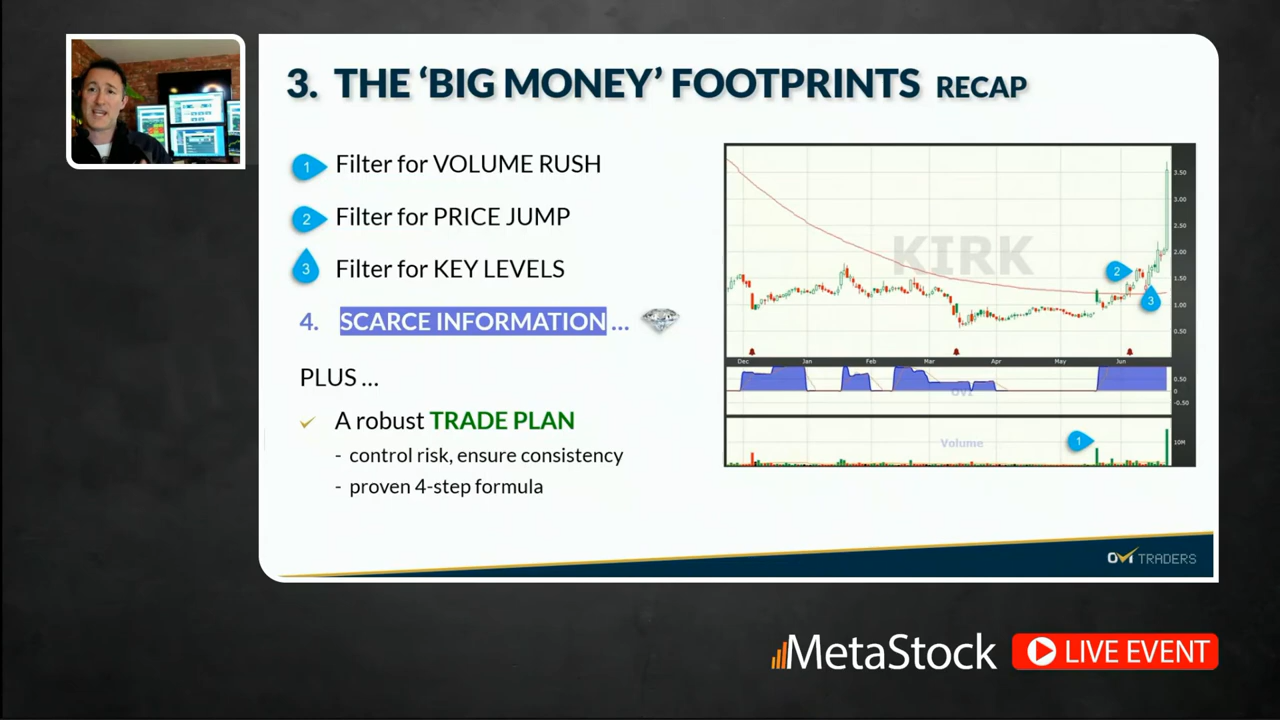 3. THE ‘BIG MONEY’ FOOTPRINTS RECAP
1 Filter for VOLUME RUSH
2 Filter for PRICE JUMP
3 Filter for KEY LEVELS
4. SCARCE INFORMATION ...
PLUS ...
A robust TRADE PLAN
- control risk, ensure consistency
- proven 4-step formula
KIRK
3.50
3.00
2.50
2.00
1.50
1.00
0.50
2
3
Dec Jan Feb Mar Apr May Jun
0.50
0
-0.50
OVI
Volume
1
10M
OVI TRADERS
MetaStock LIVE EVENT